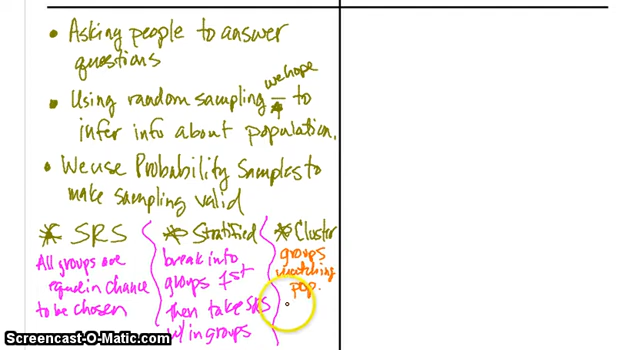 • Asking people to answer
questions
we hope
• Using random sampling to
infer info about population.
• We use Probability Samples to
make sampling valid
* SRS * Stratified * Cluster
All groups are
equal in chance
to be chosen
break into
groups 1st
then take SRS
w/in groups
groups
matching
pop.
Screencast-O-Matic.com